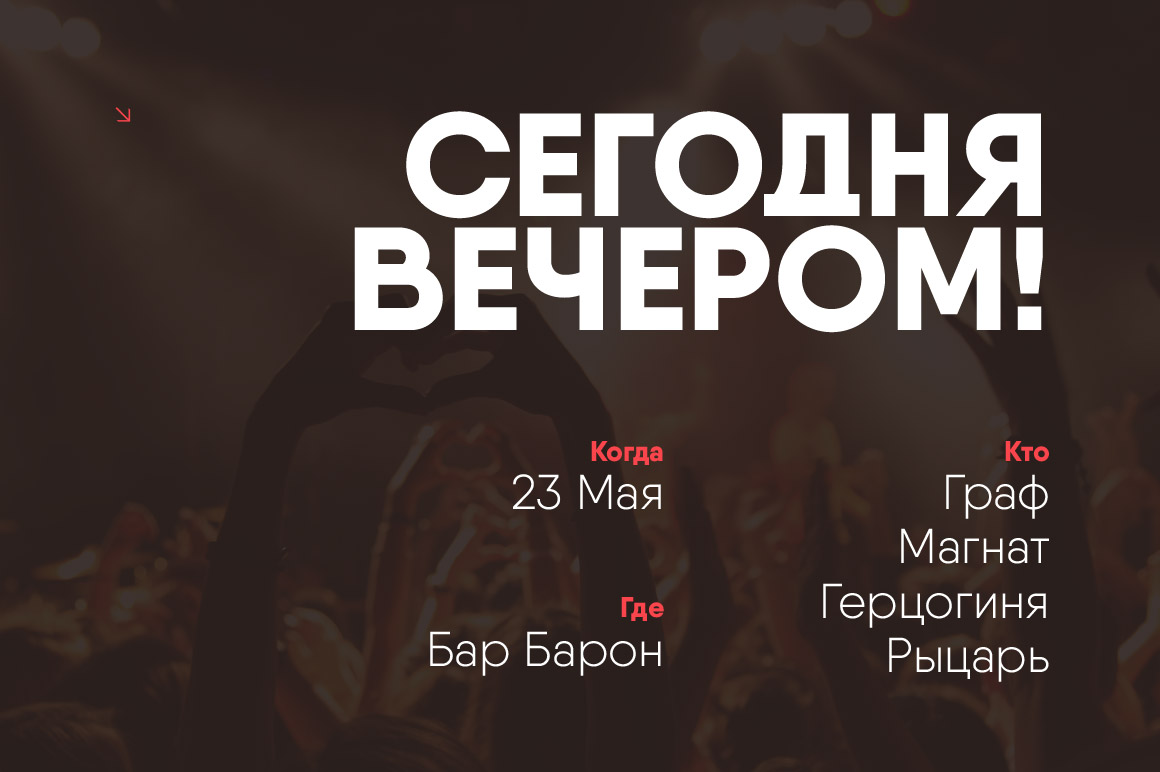 СЕГОДНЯ
ВЕЧЕРОМ!
Когда
23 Мая
Где
Бар Барон
Кто
Граф
Магнат
Герцогиня
Рыцарь